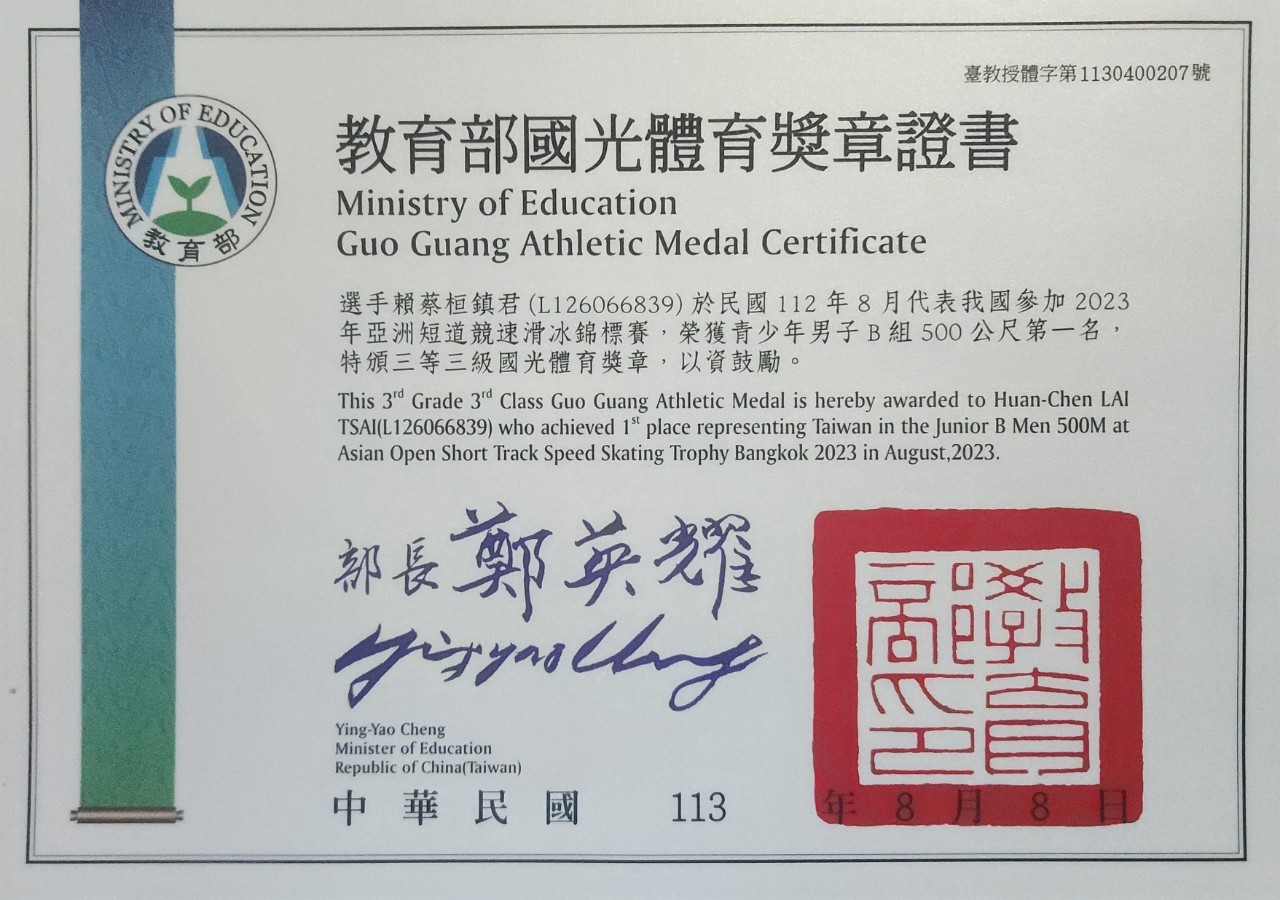 臺教授體字第1130400207號
MINISTRY OF EDUCATION
教育部
教育部國光體育獎章證書
Ministry of Education
Guo Guang Athletic Medal Certificate
選手賴蔡桓鎮君(L126066839)於民國112年8月代表我國參加2023
年亞洲短道競速滑冰錦標賽，榮獲青少年男子B組500公尺第一名，
特頒三等三級國光體育獎章，以資鼓勵。
This 3rd Grade 3rd Class Guo Guang Athletic Medal is hereby awarded to Huan-Chen LAI
TSAI(L126066839) who achieved 1st place representing Taiwan in the Junior B Men 500M at
Asian Open Short Track Speed Skating Trophy Bangkok 2023 in August,2023.
部長 鄭英耀
Ying-yao Cheng
Ying-Yao Cheng
Minister of Education
Republic of China(Taiwan)
教育部印
中華民國 113 年 8 月 8 日